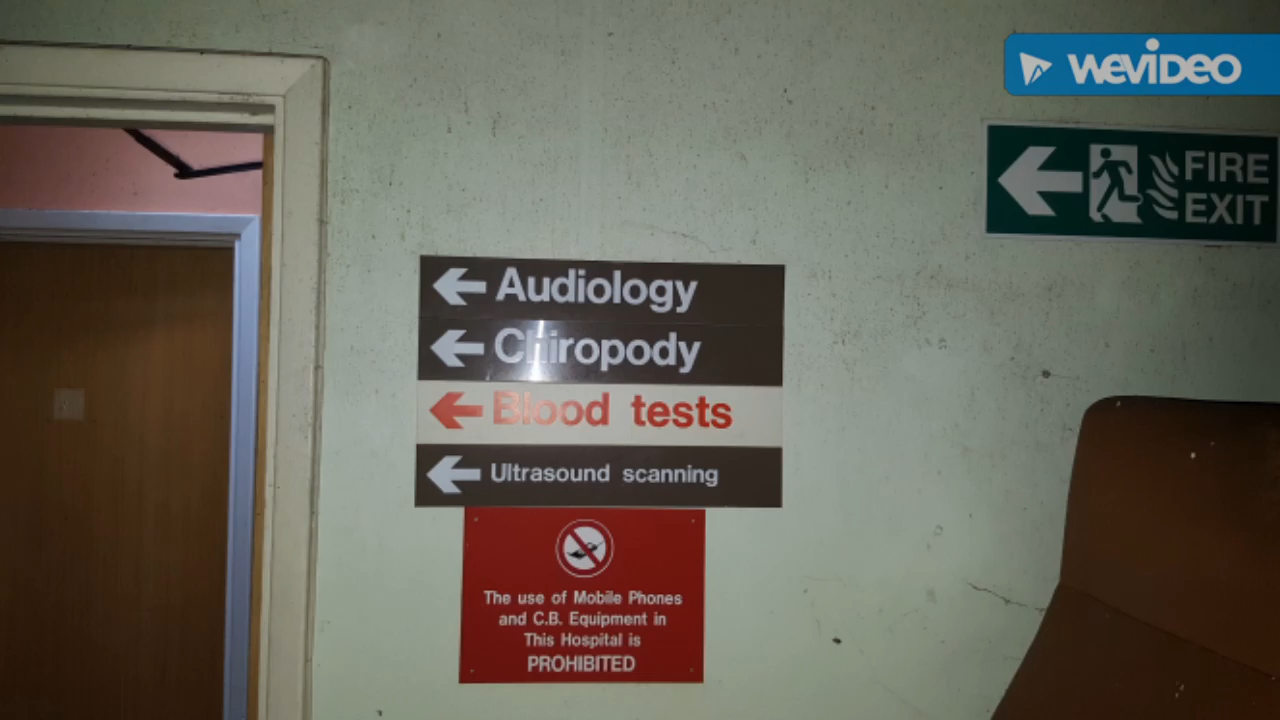 WEVIDEO
FIRE
EXIT
Audiology
Chiropody
Blood tests
Ultrasound scanning
The use of Mobile Phones
and C.B. Equipment in
This Hospital is
PROHIBITED